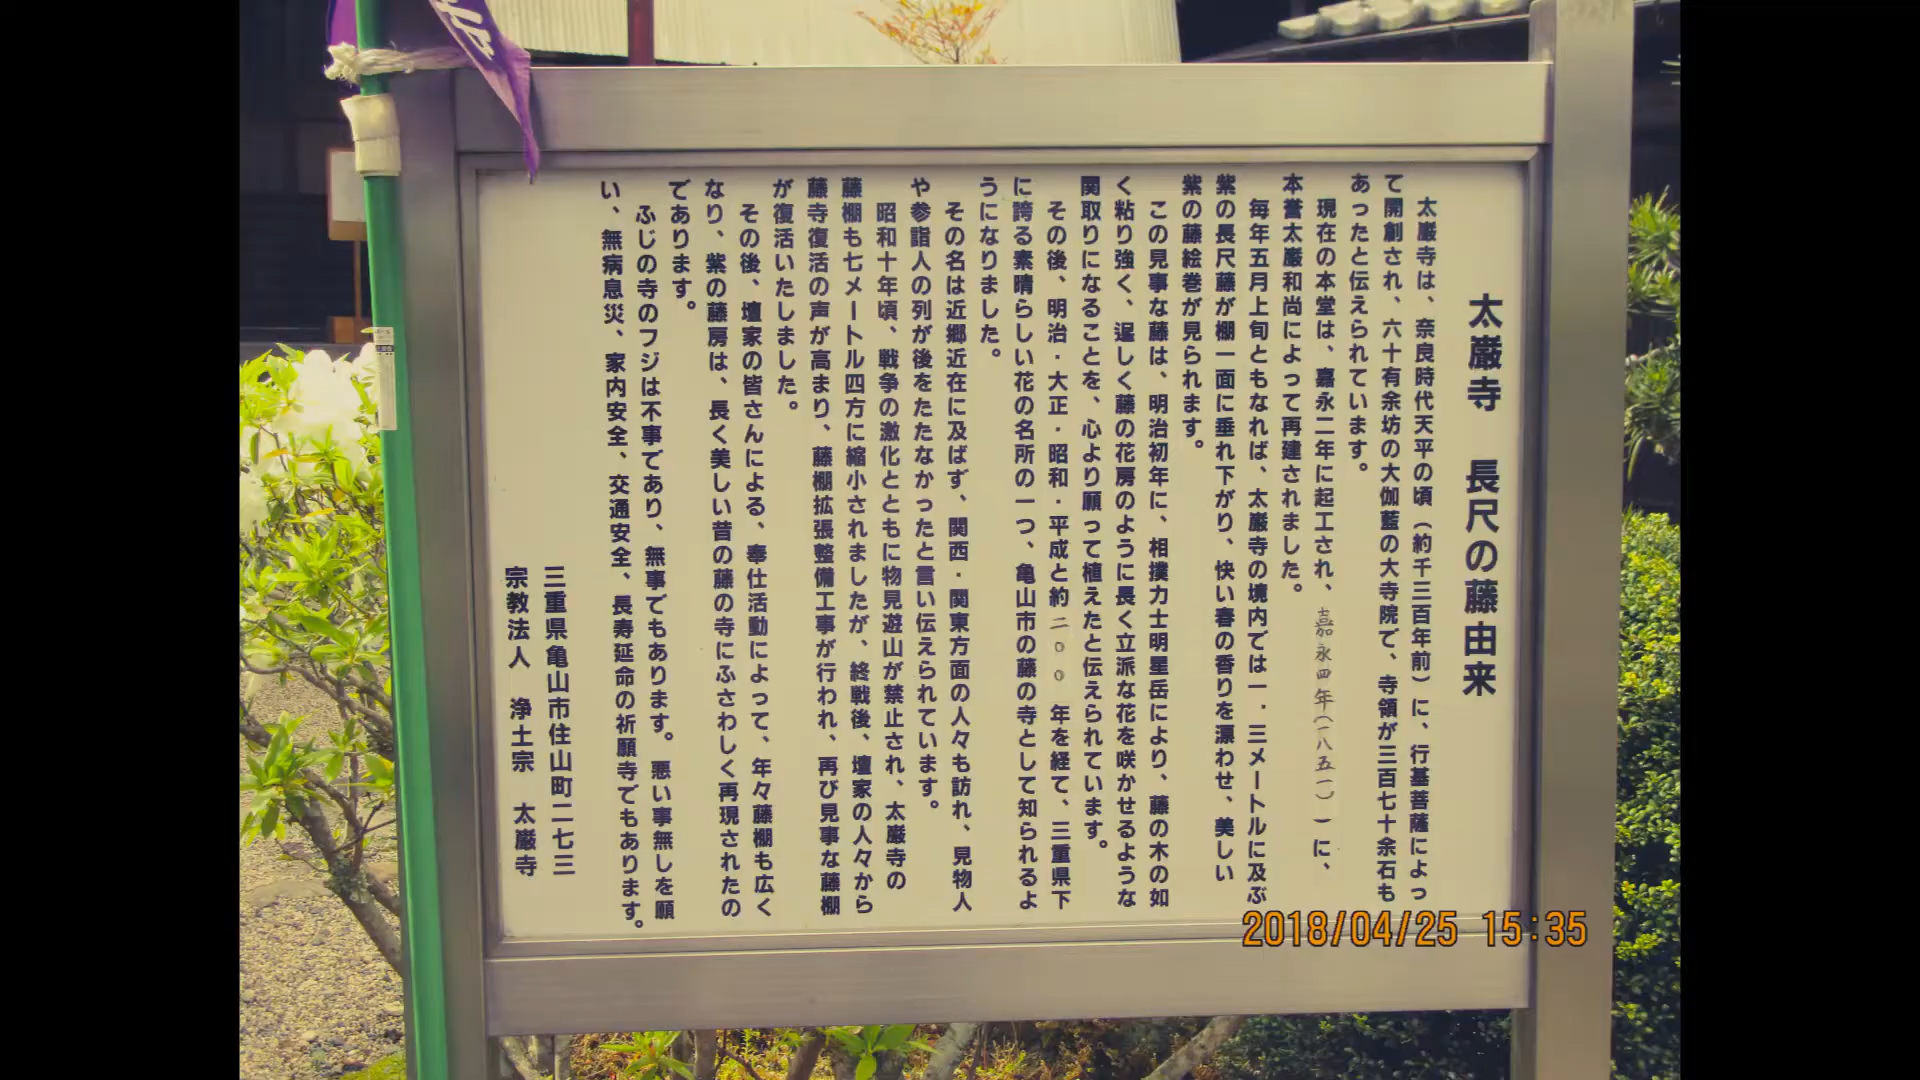 太巌寺 長尺の藤由来
太巌寺は、奈良時代天平の頃（約千三百年前）に、行基菩薩によっ
て開創され、六十有余坊の大伽藍の大寺院で、寺領が三百七十余石も
あったと伝えられています。
現在の本堂は、嘉永二年に起工され、嘉永四年(一八五一)）に、
本誉太巌和尚によって再建されました。
毎年五月上旬ともなれば、太巌寺の境内では一．三メートルに及ぶ
紫の長尺藤が棚一面に垂れ下がり、快い春の香りを漂わせ、美しい
紫の藤絵巻が見られます。
この見事な藤は、明治初年に、相撲力士明星岳により、藤の木の如
く粘り強く、逞しく藤の花房のように長く立派な花を咲かせるような
関取りになることを、心より願って植えたと伝えられています。
その後、明治・大正・昭和・平成と約二〇〇年を経て、三重県下
に誇る素晴らしい花の名所の一つ、亀山市の藤の寺として知られるよ
うになりました。
その名は近郷近在に及ばず、関西・関東方面の人々も訪れ、見物人
や参詣人の列が後をたたなかったと言い伝えられています。
昭和十年頃、戦争の激化とともに物見遊山が禁止され、太巌寺の
藤棚も七メートル四方に縮小されましたが、終戦後、壇家の人々から
藤寺復活の声が高まり、藤棚拡張整備工事が行われ、再び見事な藤棚
が復活いたしました。
その後、壇家の皆さんによる、奉仕活動によって、年々藤棚も広く
なり、紫の藤房は、長く美しい昔の藤の寺にふさわしく再現されたの
であります。
ふじの寺のフジは不事であり、無事でもあります。悪い事無しを願
い、無病息災、家内安全、交通安全、長寿延命の祈願寺でもあります。
三重県亀山市住山町二七三
宗教法人 浄土宗 太巌寺
2018/04/25 15:35